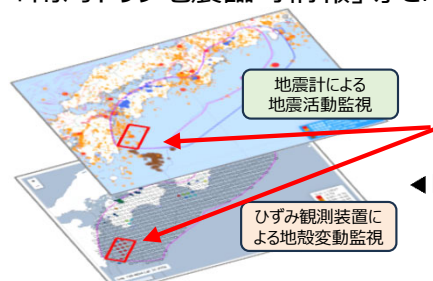 地震計による
地震活動監視
ひずみ観測装置に
よる地殻変動監視